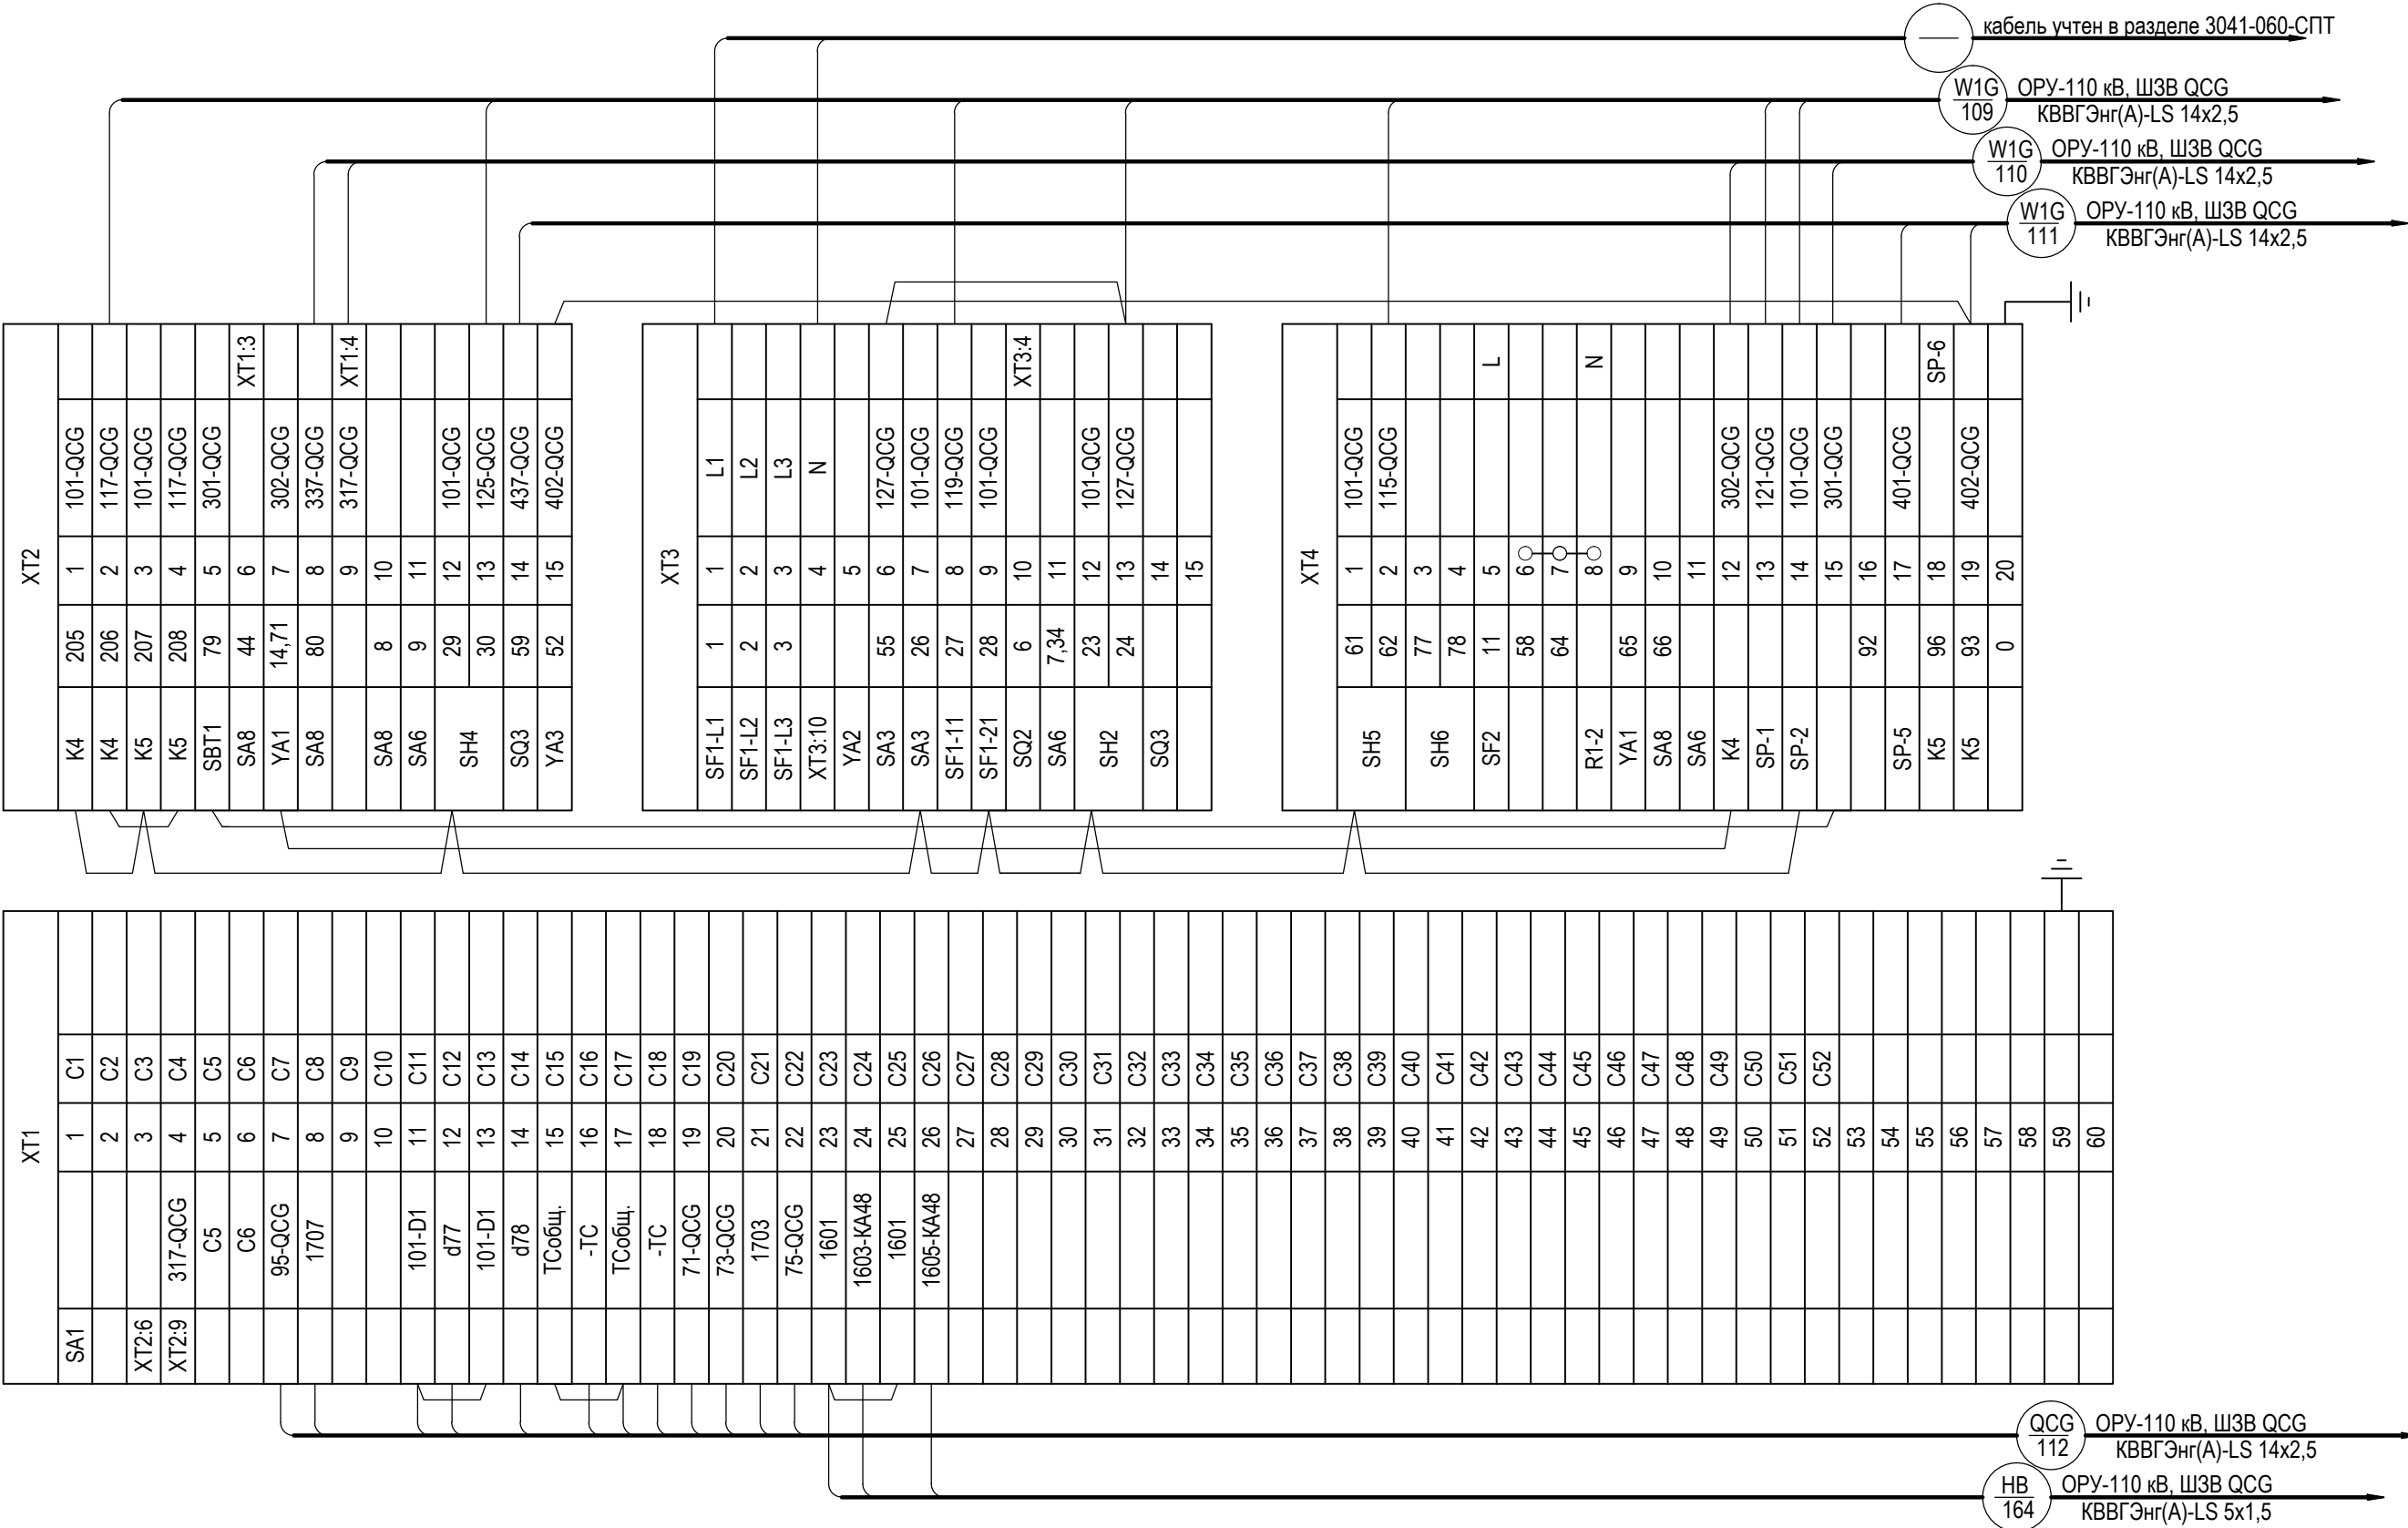 кабель учтен в разделе 3041-060-СПТ
W1G
109
ОРУ-110 кВ, ШЗВ QCG
КВВГЭнг(А)-LS 14х2,5
W1G
110
ОРУ-110 кВ, ШЗВ QCG
КВВГЭнг(А)-LS 14х2,5
W1G
111
ОРУ-110 кВ, ШЗВ QCG
КВВГЭнг(А)-LS 14х2,5
XT2
K4 205 1 101-QCG
K4 206 2 117-QCG
K5 207 3 101-QCG
K5 208 4 117-QCG
SBT1 79 5 301-QCG
SA8 44 6 XT1:3
YA1 14,71 7 302-QCG
SA8 80 8 337-QCG
9 317-QCG XT1:4
SA8 8 10
SA6 9 11
SH4 29 12 101-QCG
30 13 125-QCG
SQ3 59 14 437-QCG
YA3 52 15 402-QCG
XT3
SF1-L1 1 1 L1
SF1-L2 2 2 L2
SF1-L3 3 3 L3
XT3:10 4 N
YA2 5
SA3 55 6 127-QCG
SA3 26 7 101-QCG
SF1-11 27 8 119-QCG
SF1-21 28 9 101-QCG
SQ2 6 10 XT3:4
SA6 7,34 11
SH2 23 12 101-QCG
24 13 127-QCG
SQ3 14
15
XT4
SH5 61 1 101-QCG
62 2 115-QCG
SH6 77 3
78 4
SF2 11 5 L
58 6
64 7
R1-2 8 N
YA1 65 9
SA8 66 10
SA6 11
K4 12 302-QCG
SP-1 13 121-QCG
SP-2 14 101-QCG
15 301-QCG
92 16
SP-5 17 401-QCG
K5 96 18 SP-6
K5 93 19 402-QCG
0 20
XT1
SA1 1 C1
2 C2
XT2:6 3 C3
XT2:9 317-QCG 4 C4
C5 5 C5
C6 6 C6
95-QCG 7 C7
1707 8 C8
9 C9
10 C10
101-D1 11 C11
d77 12 C12
101-D1 13 C13
d78 14 C14
ТСобщ. 15 C15
-ТС 16 C16
ТСобщ. 17 C17
-ТС 18 C18
71-QCG 19 C19
73-QCG 20 C20
1703 21 C21
75-QCG 22 C22
1601 23 C23
1603-КА48 24 C24
1601 25 C25
1605-КА48 26 C26
27 C27
28 C28
29 C29
30 C30
31 C31
32 C32
33 C33
34 C34
35 C35
36 C36
37 C37
38 C38
39 C39
40 C40
41 C41
42 C42
43 C43
44 C44
45 C45
46 C46
47 C47
48 C48
49 C49
50 C50
51 C51
52 C52
53
54
55
56
57
58
59
60
QCG
112
ОРУ-110 кВ, ШЗВ QCG
КВВГЭнг(А)-LS 14х2,5
HB
164
ОРУ-110 кВ, ШЗВ QCG
КВВГЭнг(А)-LS 5х1,5